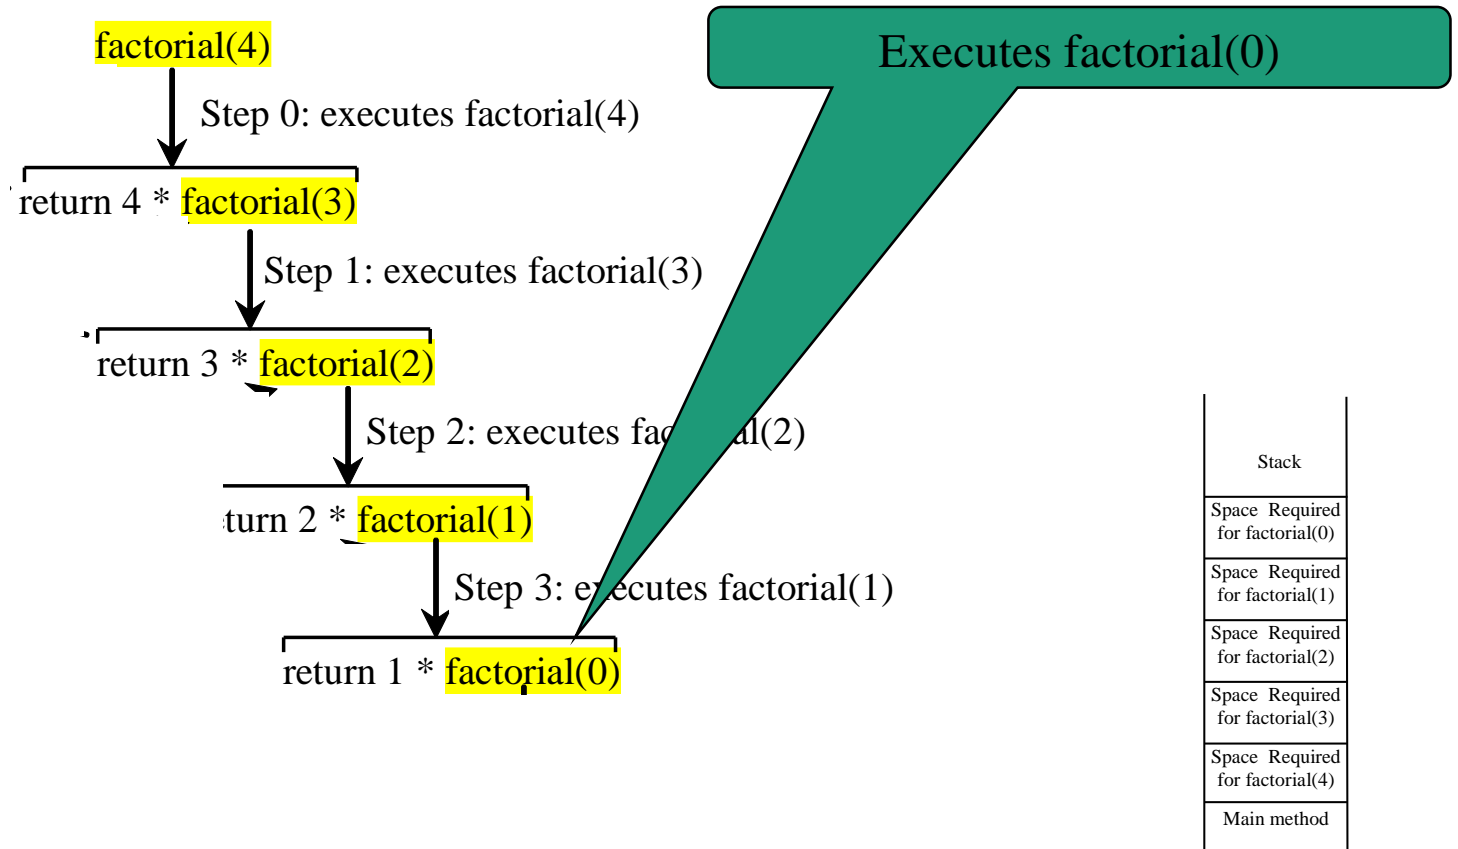 factorial(4)
Executes factorial(0)
Step 0: executes factorial(4)
return 4 * factorial(3)
Step 1: executes factorial(3)
return 3 * factorial(2)
Step 2: executes fac al(2)
turn 2 * factorial(1)
Step 3: executes factorial(1)
return 1 * factorial(0)
Stack
Space Required
for factorial(0)
Space Required
for factorial(1)
Space Required
for factorial(2)
Space Required
for factorial(3)
Space Required
for factorial(4)
Main method